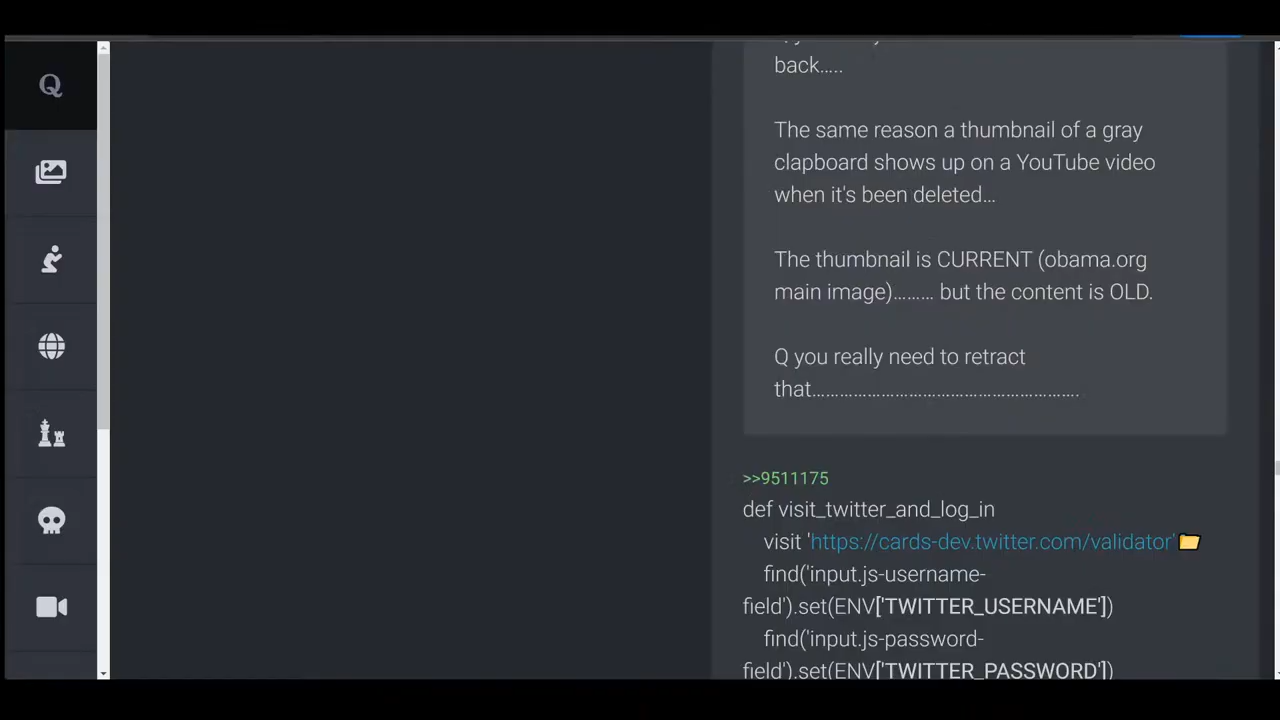 Q
back.....
The same reason a thumbnail of a gray
clapboard shows up on a YouTube video
when it's been deleted…
The thumbnail is CURRENT (obama.org
main image)……… but the content is OLD.
Q you really need to retract
that……………………………………………………………….
>>9511175
def visit_twitter_and_log_in
visit 'https://cards-dev.twitter.com/validator'
find('input.js-username-
field').set(ENV['TWITTER_USERNAME'])
find('input.js-password-
field').set(ENV['TWITTER_PASSWORD'])